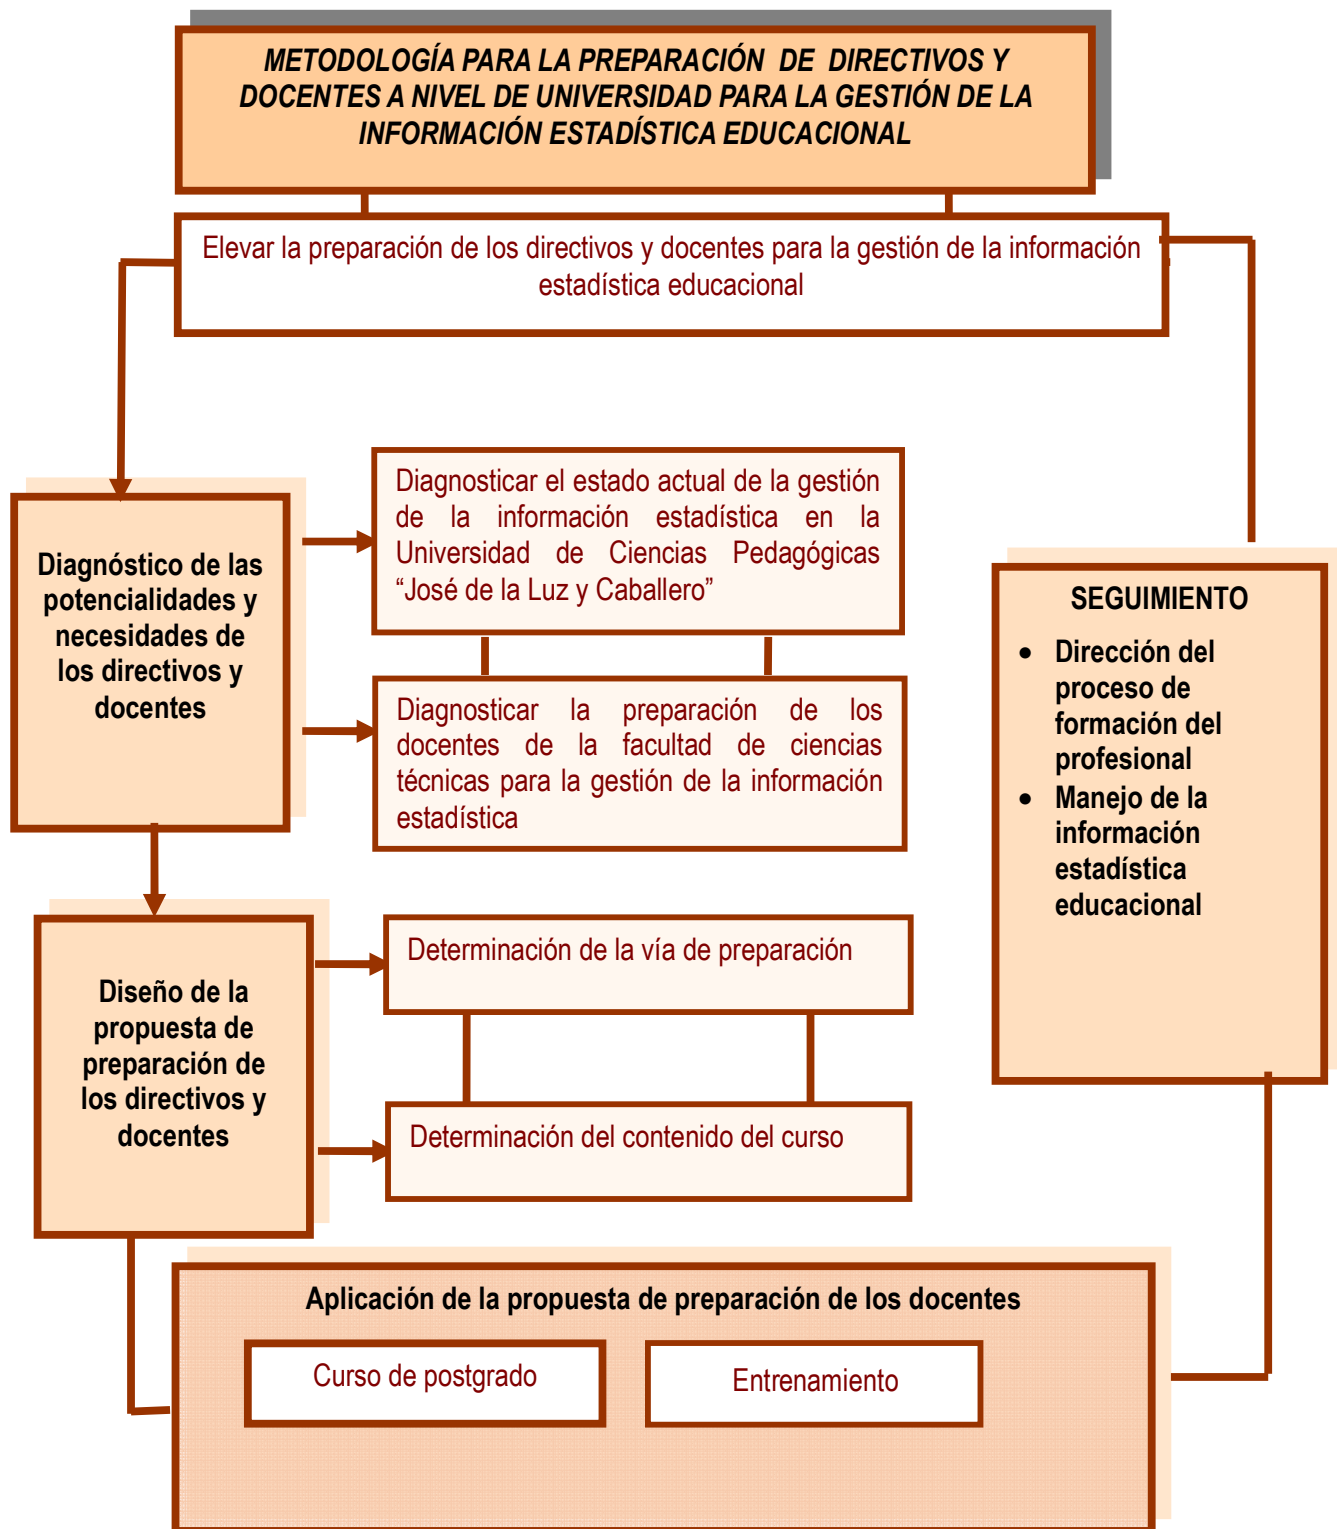 METODOLOGÍA PARA LA PREPARACIÓN DE DIRECTIVOS Y
DOCENTES A NIVEL DE UNIVERSIDAD PARA LA GESTIÓN DE LA
INFORMACIÓN ESTADÍSTICA EDUCACIONAL
Elevar la preparación de los directivos y docentes para la gestión de la información
estadística educacional
Diagnóstico de las
potencialidades y
necesidades de
los directivos y
docentes
Diagnosticar el estado actual de la gestión
de la información estadística en la
Universidad de Ciencias Pedagógicas
“José de la Luz y Caballero”
Diagnosticar la preparación de los
docentes de la facultad de ciencias
técnicas para la gestión de la información
estadística
SEGUIMIENTO
• Dirección del
proceso de
formación del
profesional
• Manejo de la
información
estadística
educacional
Diseño de la
propuesta de
preparación de
los directivos y
docentes
Determinación de la vía de preparación
Determinación del contenido del curso
Aplicación de la propuesta de preparación de los docentes
Curso de postgrado
Entrenamiento